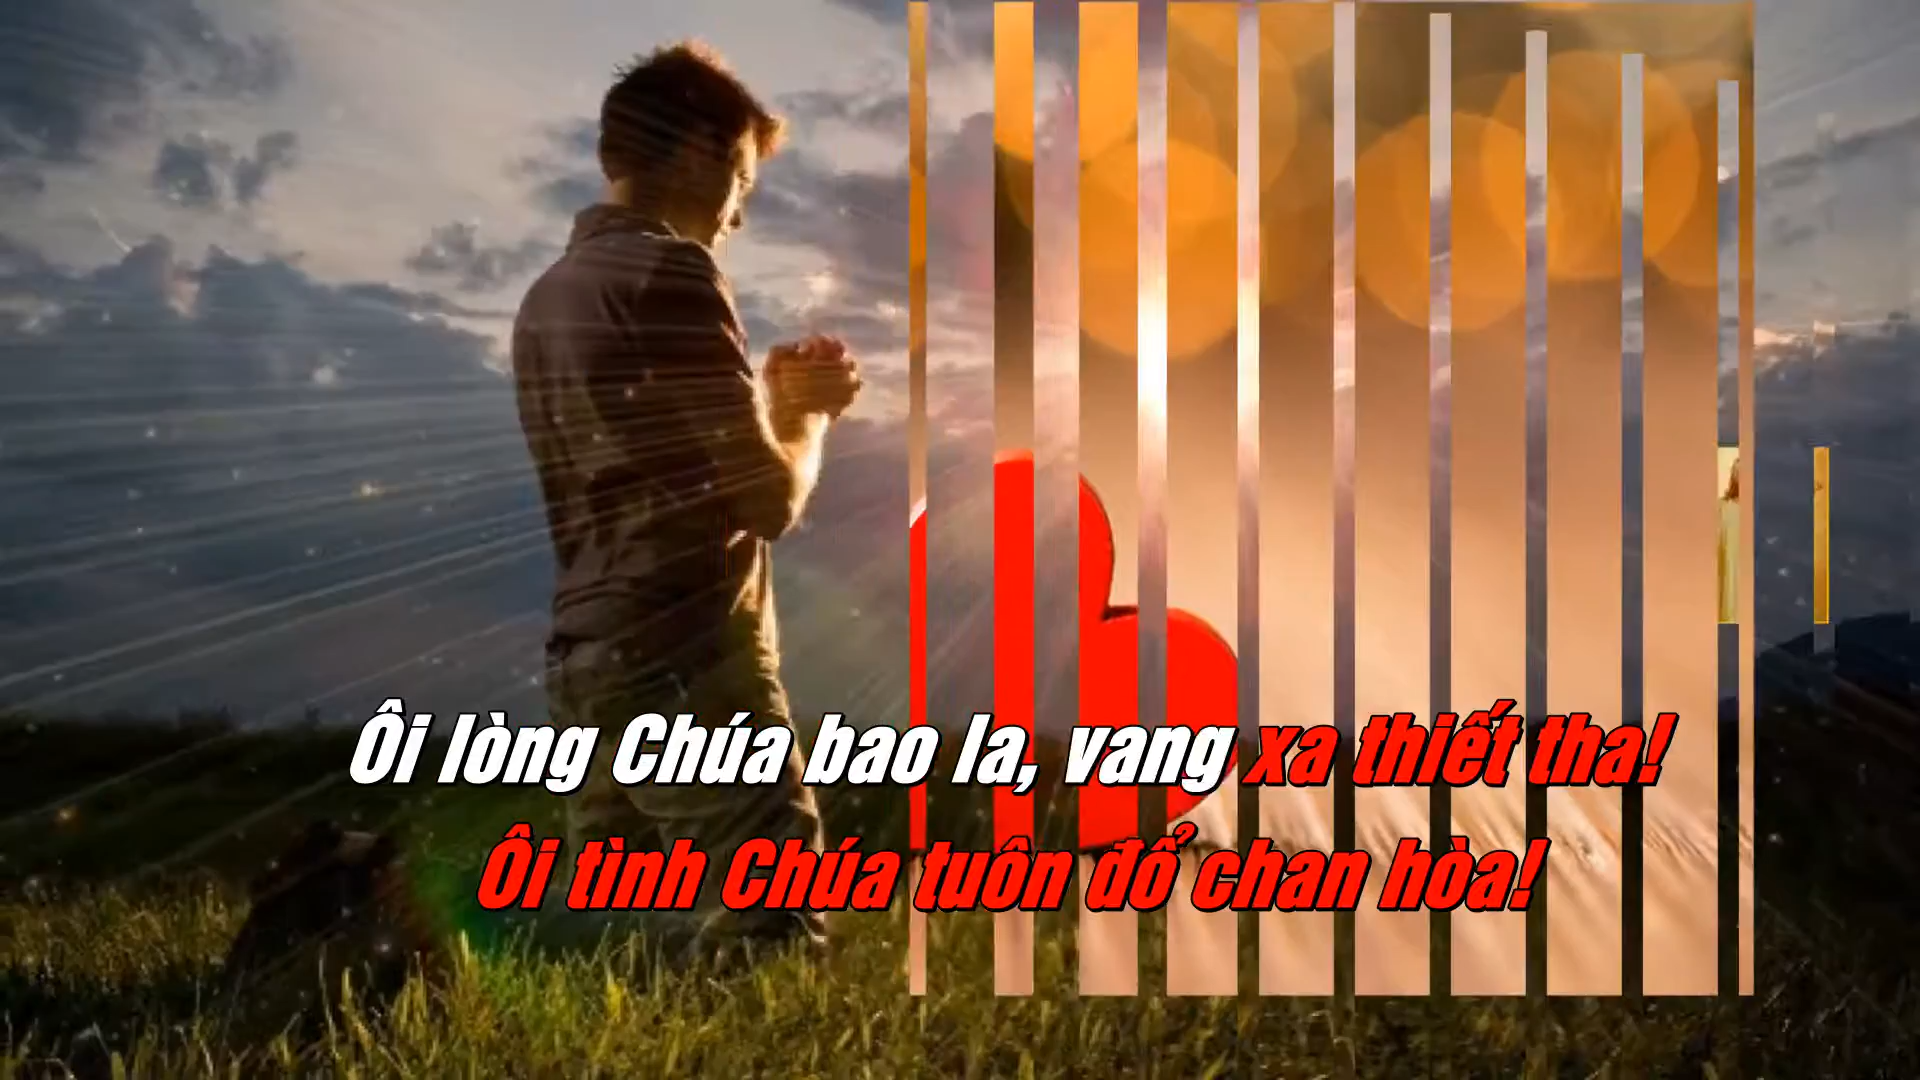 Ôi lòng Chúa bao la, vang xa thiết tha!
Ôi tình Chúa tuôn đổ chan hòa!